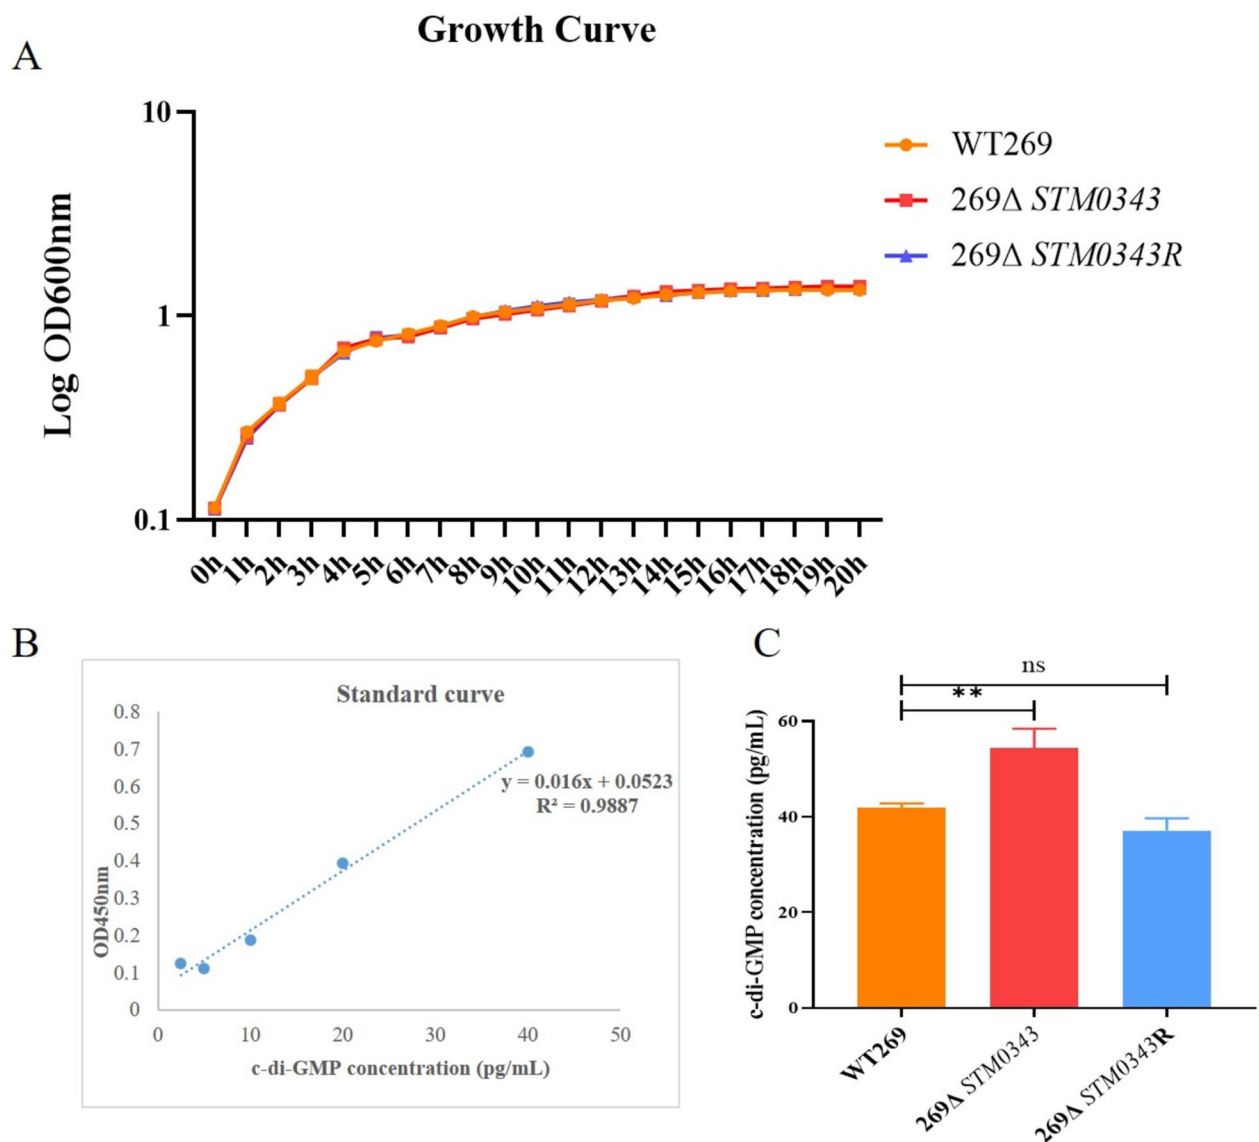 Growth Curve
A
10
1
0.1
Log OD600nm
WT269
269Δ STM0343
269Δ STM0343R
0h
1h
2h
3h
4h
5h
6h
7h
8h
9h
10h
11h
12h
13h
14h
15h
16h
17h
18h
19h
20h
B
Standard curve
0.8
0.7
0.6
0.5
0.4
0.3
0.2
0.1
0
OD450nm
y = 0.016x + 0.0523
R² = 0.9887
0
10
20
30
40
50
c-di-GMP concentration (pg/mL)
C
ns
**
60
40
20
0
c-di-GMP concentration (pg/mL)
WT269
269Δ STM0343
269Δ STM0343R